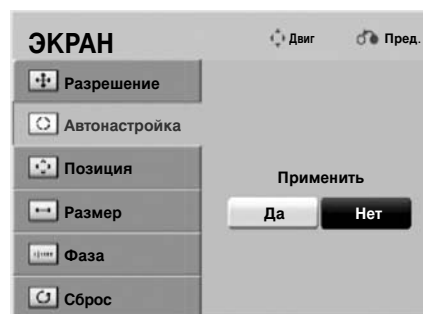 ЭКРАН
Двиг
Пред.
Разрешение
Автонастройка
Позиция
Размер
Фаза
Сброс
Применить
Да
Нет